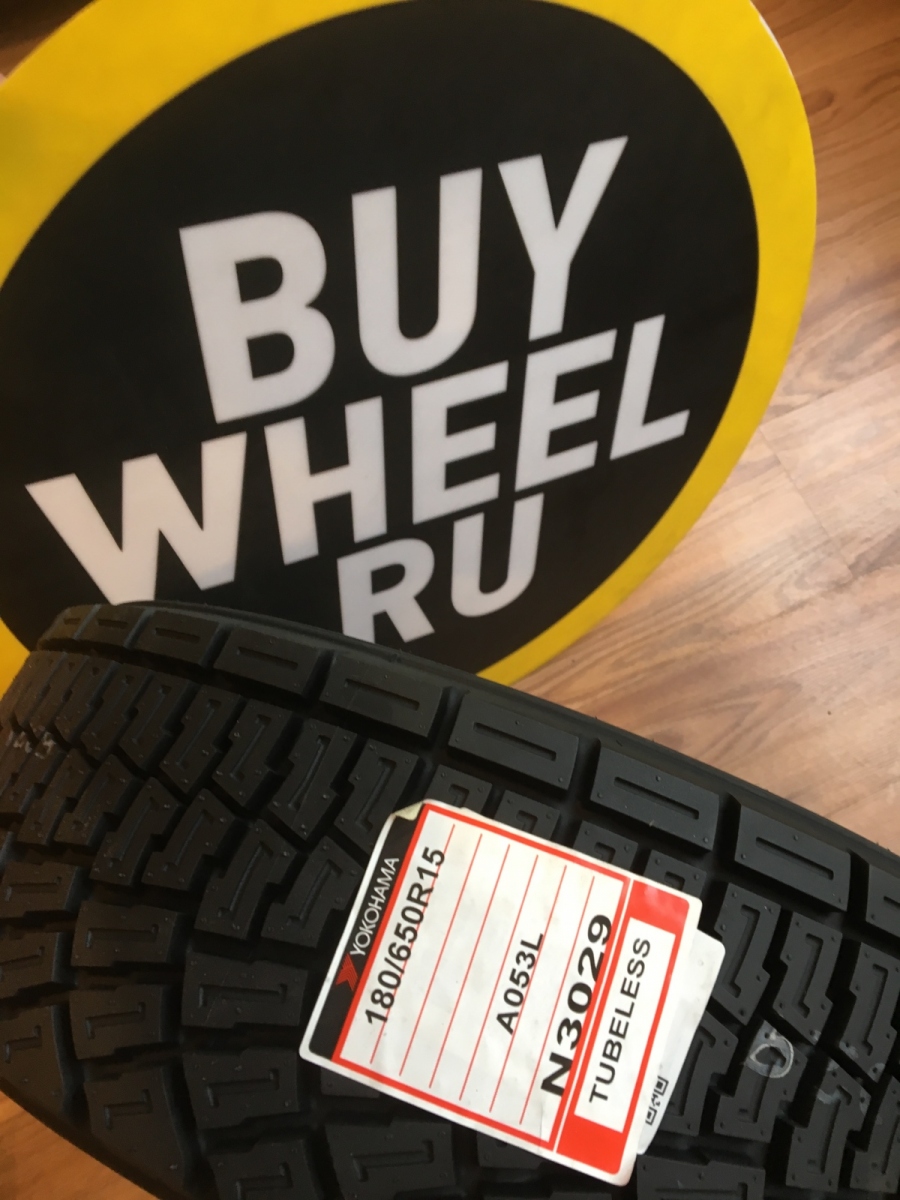 BUY
WHEEL
RU
YOKOHAMA
180/650R15
A053L
N3029
TUBELESS